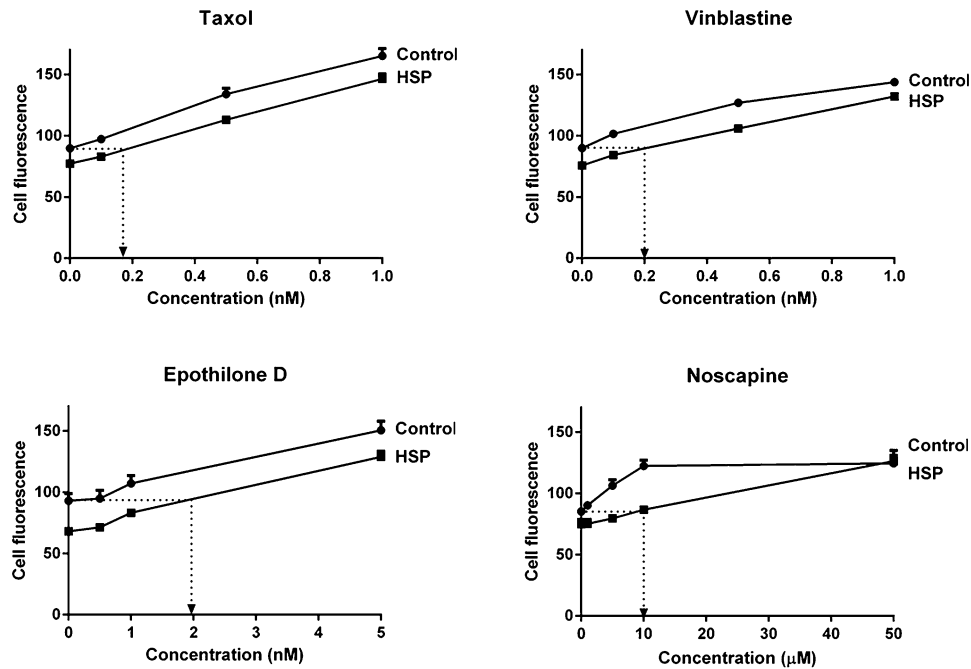 Taxol
150
100
50
0
Cell fluorescence
Control
HSP
0.0 0.2 0.4 0.6 0.8 1.0
Concentration (nM)
Vinblastine
150
100
50
0
Cell fluorescence
Control
HSP
0.0 0.2 0.4 0.6 0.8 1.0
Concentration (nM)
Epothilone D
150
100
50
0
Cell fluorescence
Control
HSP
0 1 2 3 4 5
Concentration (nM)
Noscapine
150
100
50
0
Cell fluorescence
Control
HSP
0 10 20 30 40 50
Concentration (μM)